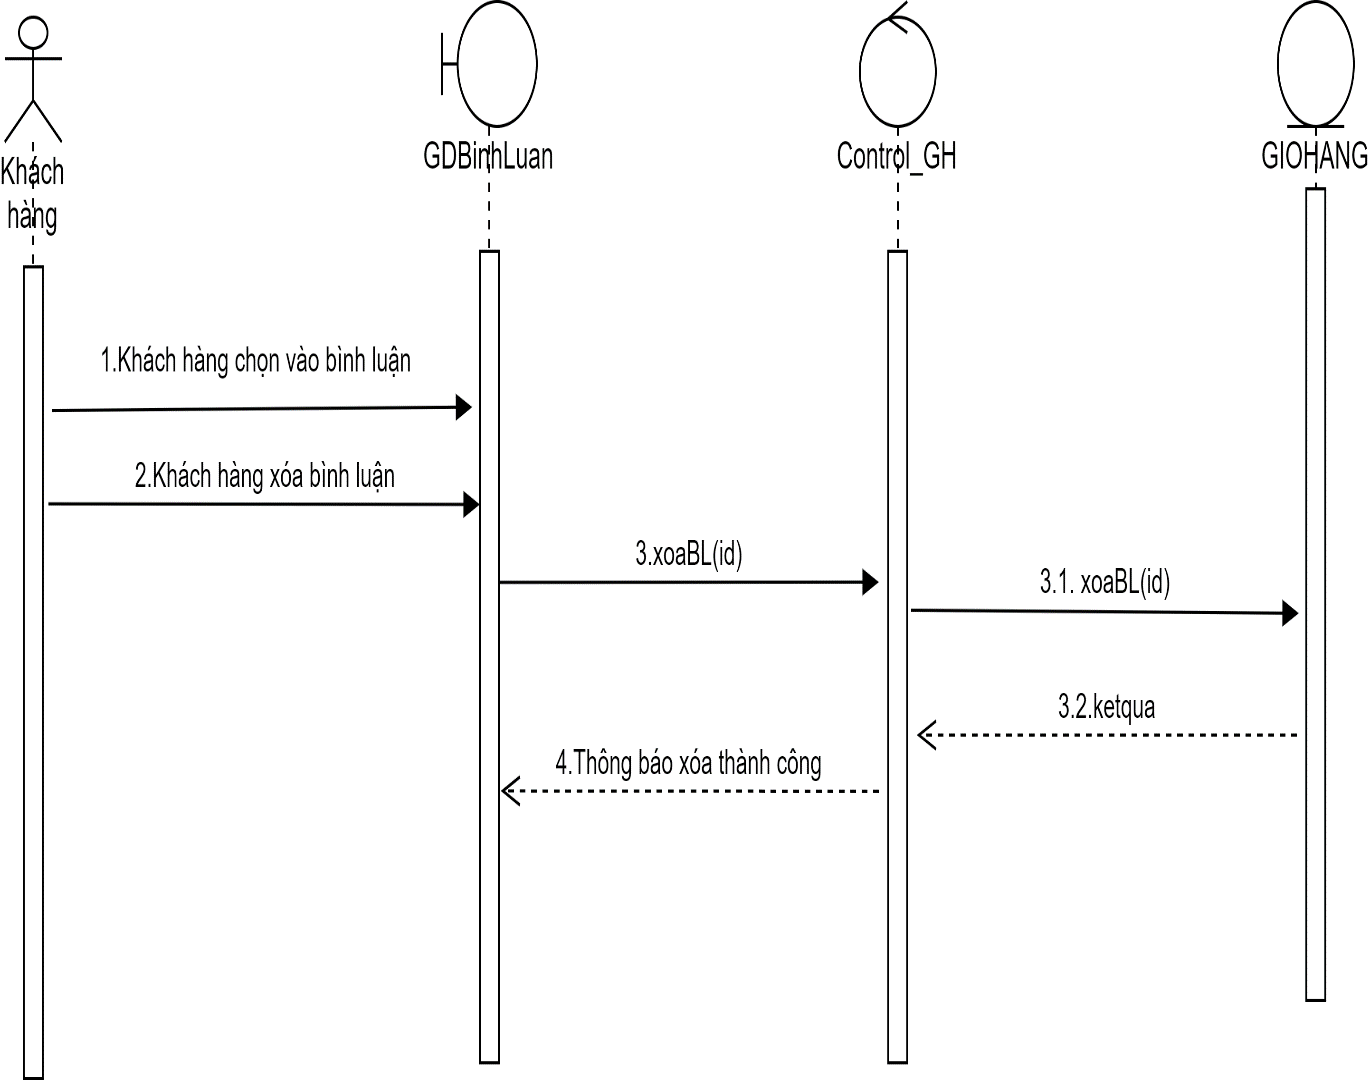 Khách
hàng
GDBinhLuan
Control_GH
GIOHANG
1.Khách hàng chọn vào bình luận
2.Khách hàng xóa bình luận
3.xoaBL(id)
3.1. xoaBL(id)
3.2.ketqua
4.Thông báo xóa thành công